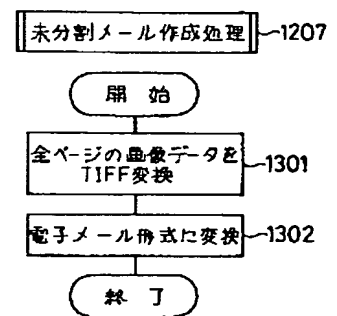 未分割メール作成処理 1207
開始
全ページの画像データを 1301
TIFF変換
電子メール形式に変換 1302
終了